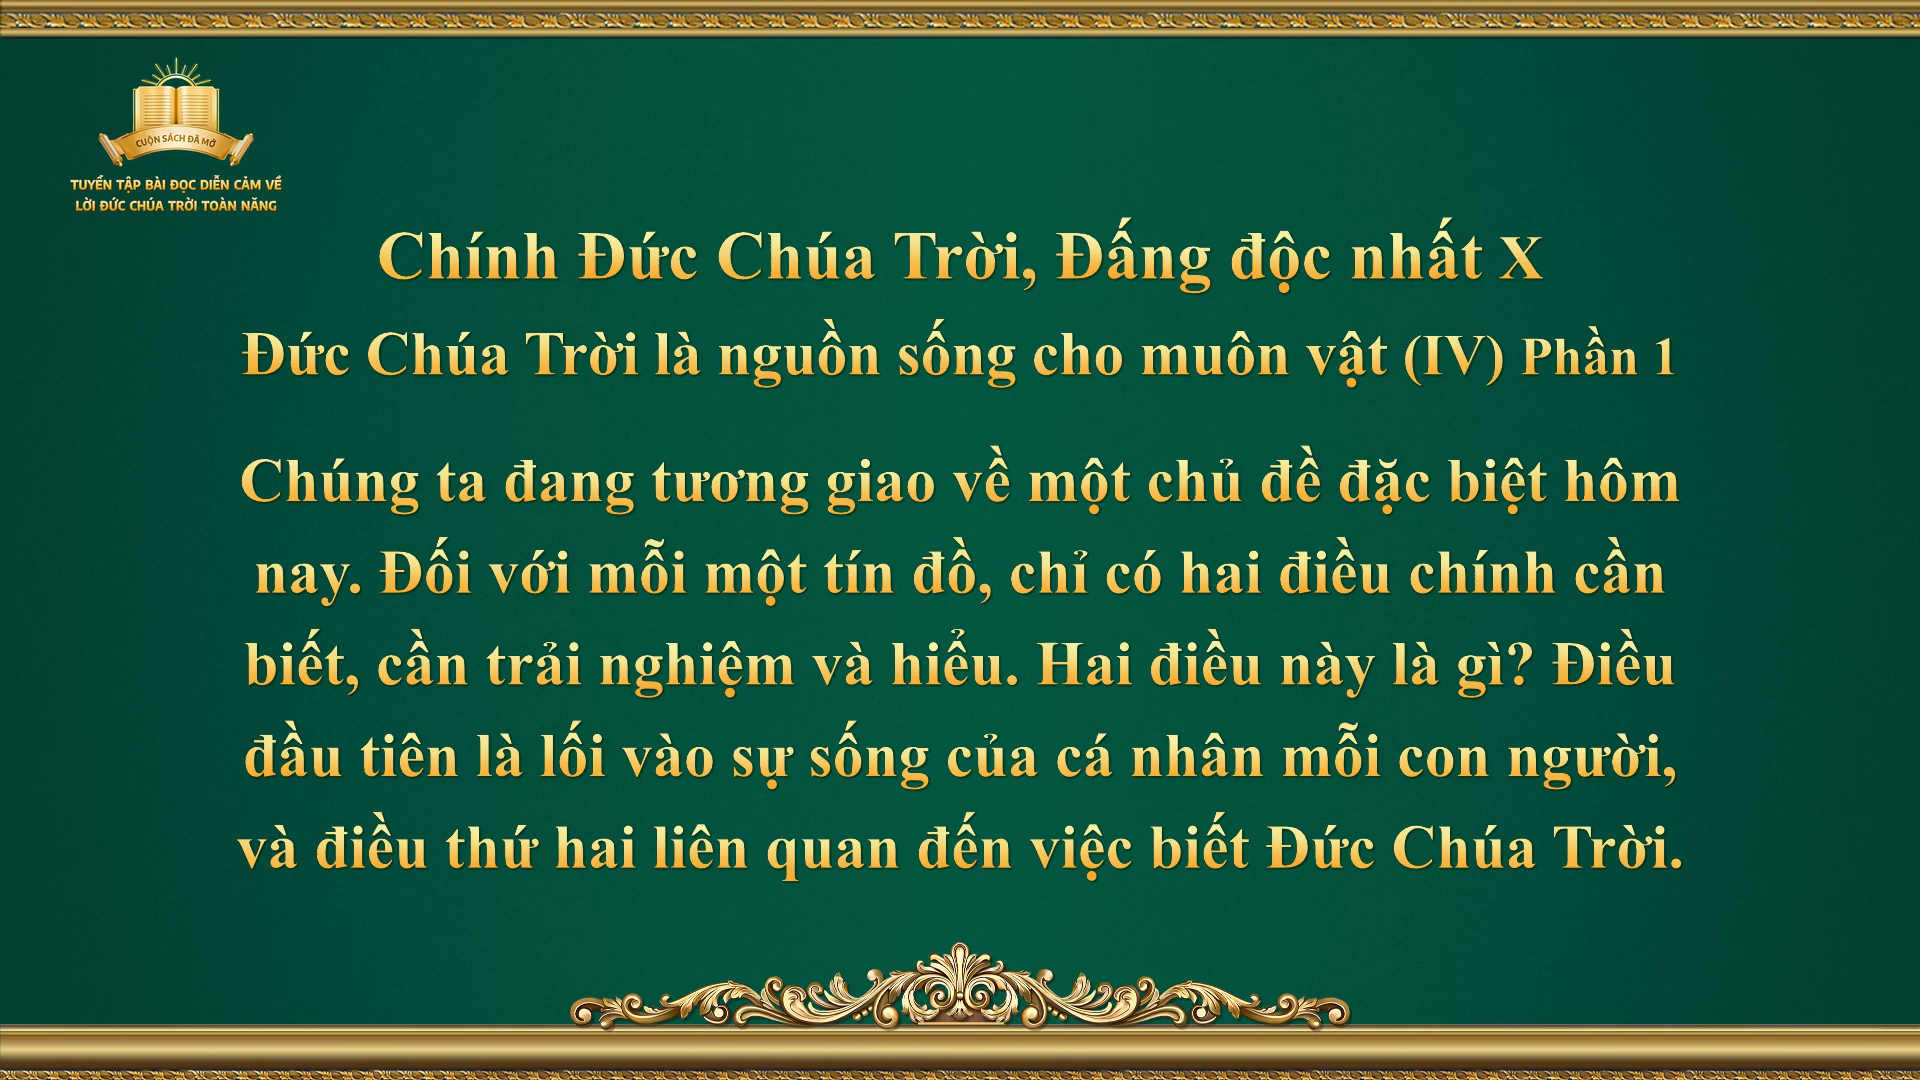 CUỘN SÁCH ĐÃ MỞ
TUYỂN TẬP BÀI ĐỌC DIỄN CẢM VỀ
LỜI ĐỨC CHÚA TRỜI TOÀN NĂNG
Chính Đức Chúa Trời, Đấng độc nhất X
Đức Chúa Trời là nguồn sống cho muôn vật (IV) Phần 1
Chúng ta đang tương giao về một chủ đề đặc biệt hôm
nay. Đối với mỗi một tín đồ, chỉ có hai điều chính cần
biết, cần trải nghiệm và hiểu. Hai điều này là gì? Điều
đầu tiên là lối vào sự sống của cá nhân mỗi con người,
và điều thứ hai liên quan đến việc biết Đức Chúa Trời.